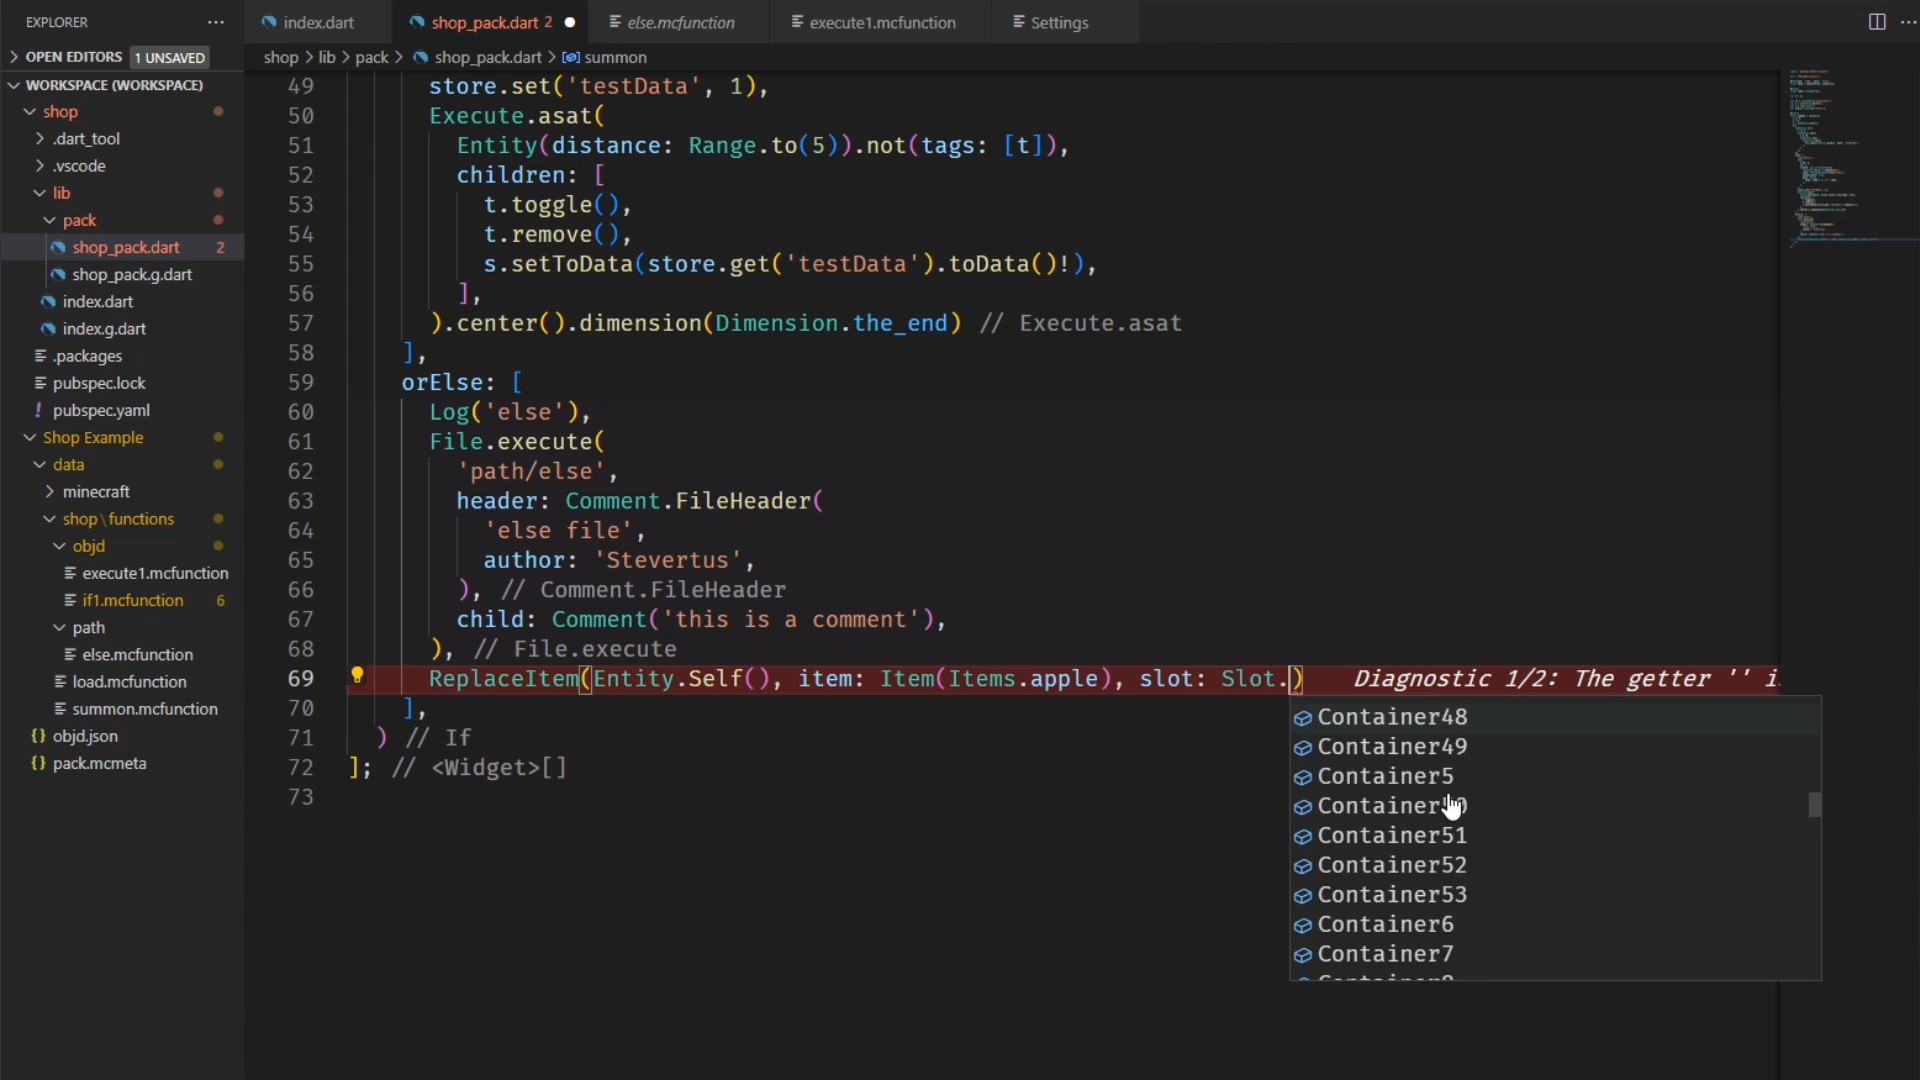 EXPLORER
index.dart
shop_pack.dart 2
else.mcfunction
execute1.mcfunction
Settings
OPEN EDITORS 1 UNSAVED
shop > lib > pack > shop_pack.dart > summon
WORKSPACE (WORKSPACE)
shop
.dart_tool
.vscode
lib
pack
shop_pack.dart 2
shop_pack.g.dart
index.dart
index.g.dart
.packages
pubspec.lock
! pubspec.yaml
Shop Example
data
minecraft
shop\functions
objd
execute1.mcfunction
if1.mcfunction 6
path
else.mcfunction
load.mcfunction
summon.mcfunction
{} objd.json
{} pack.mcmeta
49 store.set('testData', 1),
50 Execute.asat(
51 Entity(distance: Range.to(5)).not(tags: [t]),
52 children: [
53 t.toggle(),
54 t.remove(),
55 s.setToData(store.get('testData').toData()!),
56 ],
57 ).center().dimension(Dimension.the_end) // Execute.asat
58 ],
59 orElse: [
60 Log('else'),
61 File.execute(
62 'path/else',
63 header: Comment.FileHeader(
64 'else file',
65 author: 'Stevertus',
66 ), // Comment.FileHeader
67 child: Comment('this is a comment'),
68 ), // File.execute
69 ReplaceItem(Entity.Self(), item: Item(Items.apple), slot: Slot.) Diagnostic 1/2: The getter '' i
70 ],
71 ) // If
72 ]; // <Widget>[]
73
Container48
Container49
Container5
Container51
Container52
Container53
Container6
Container7